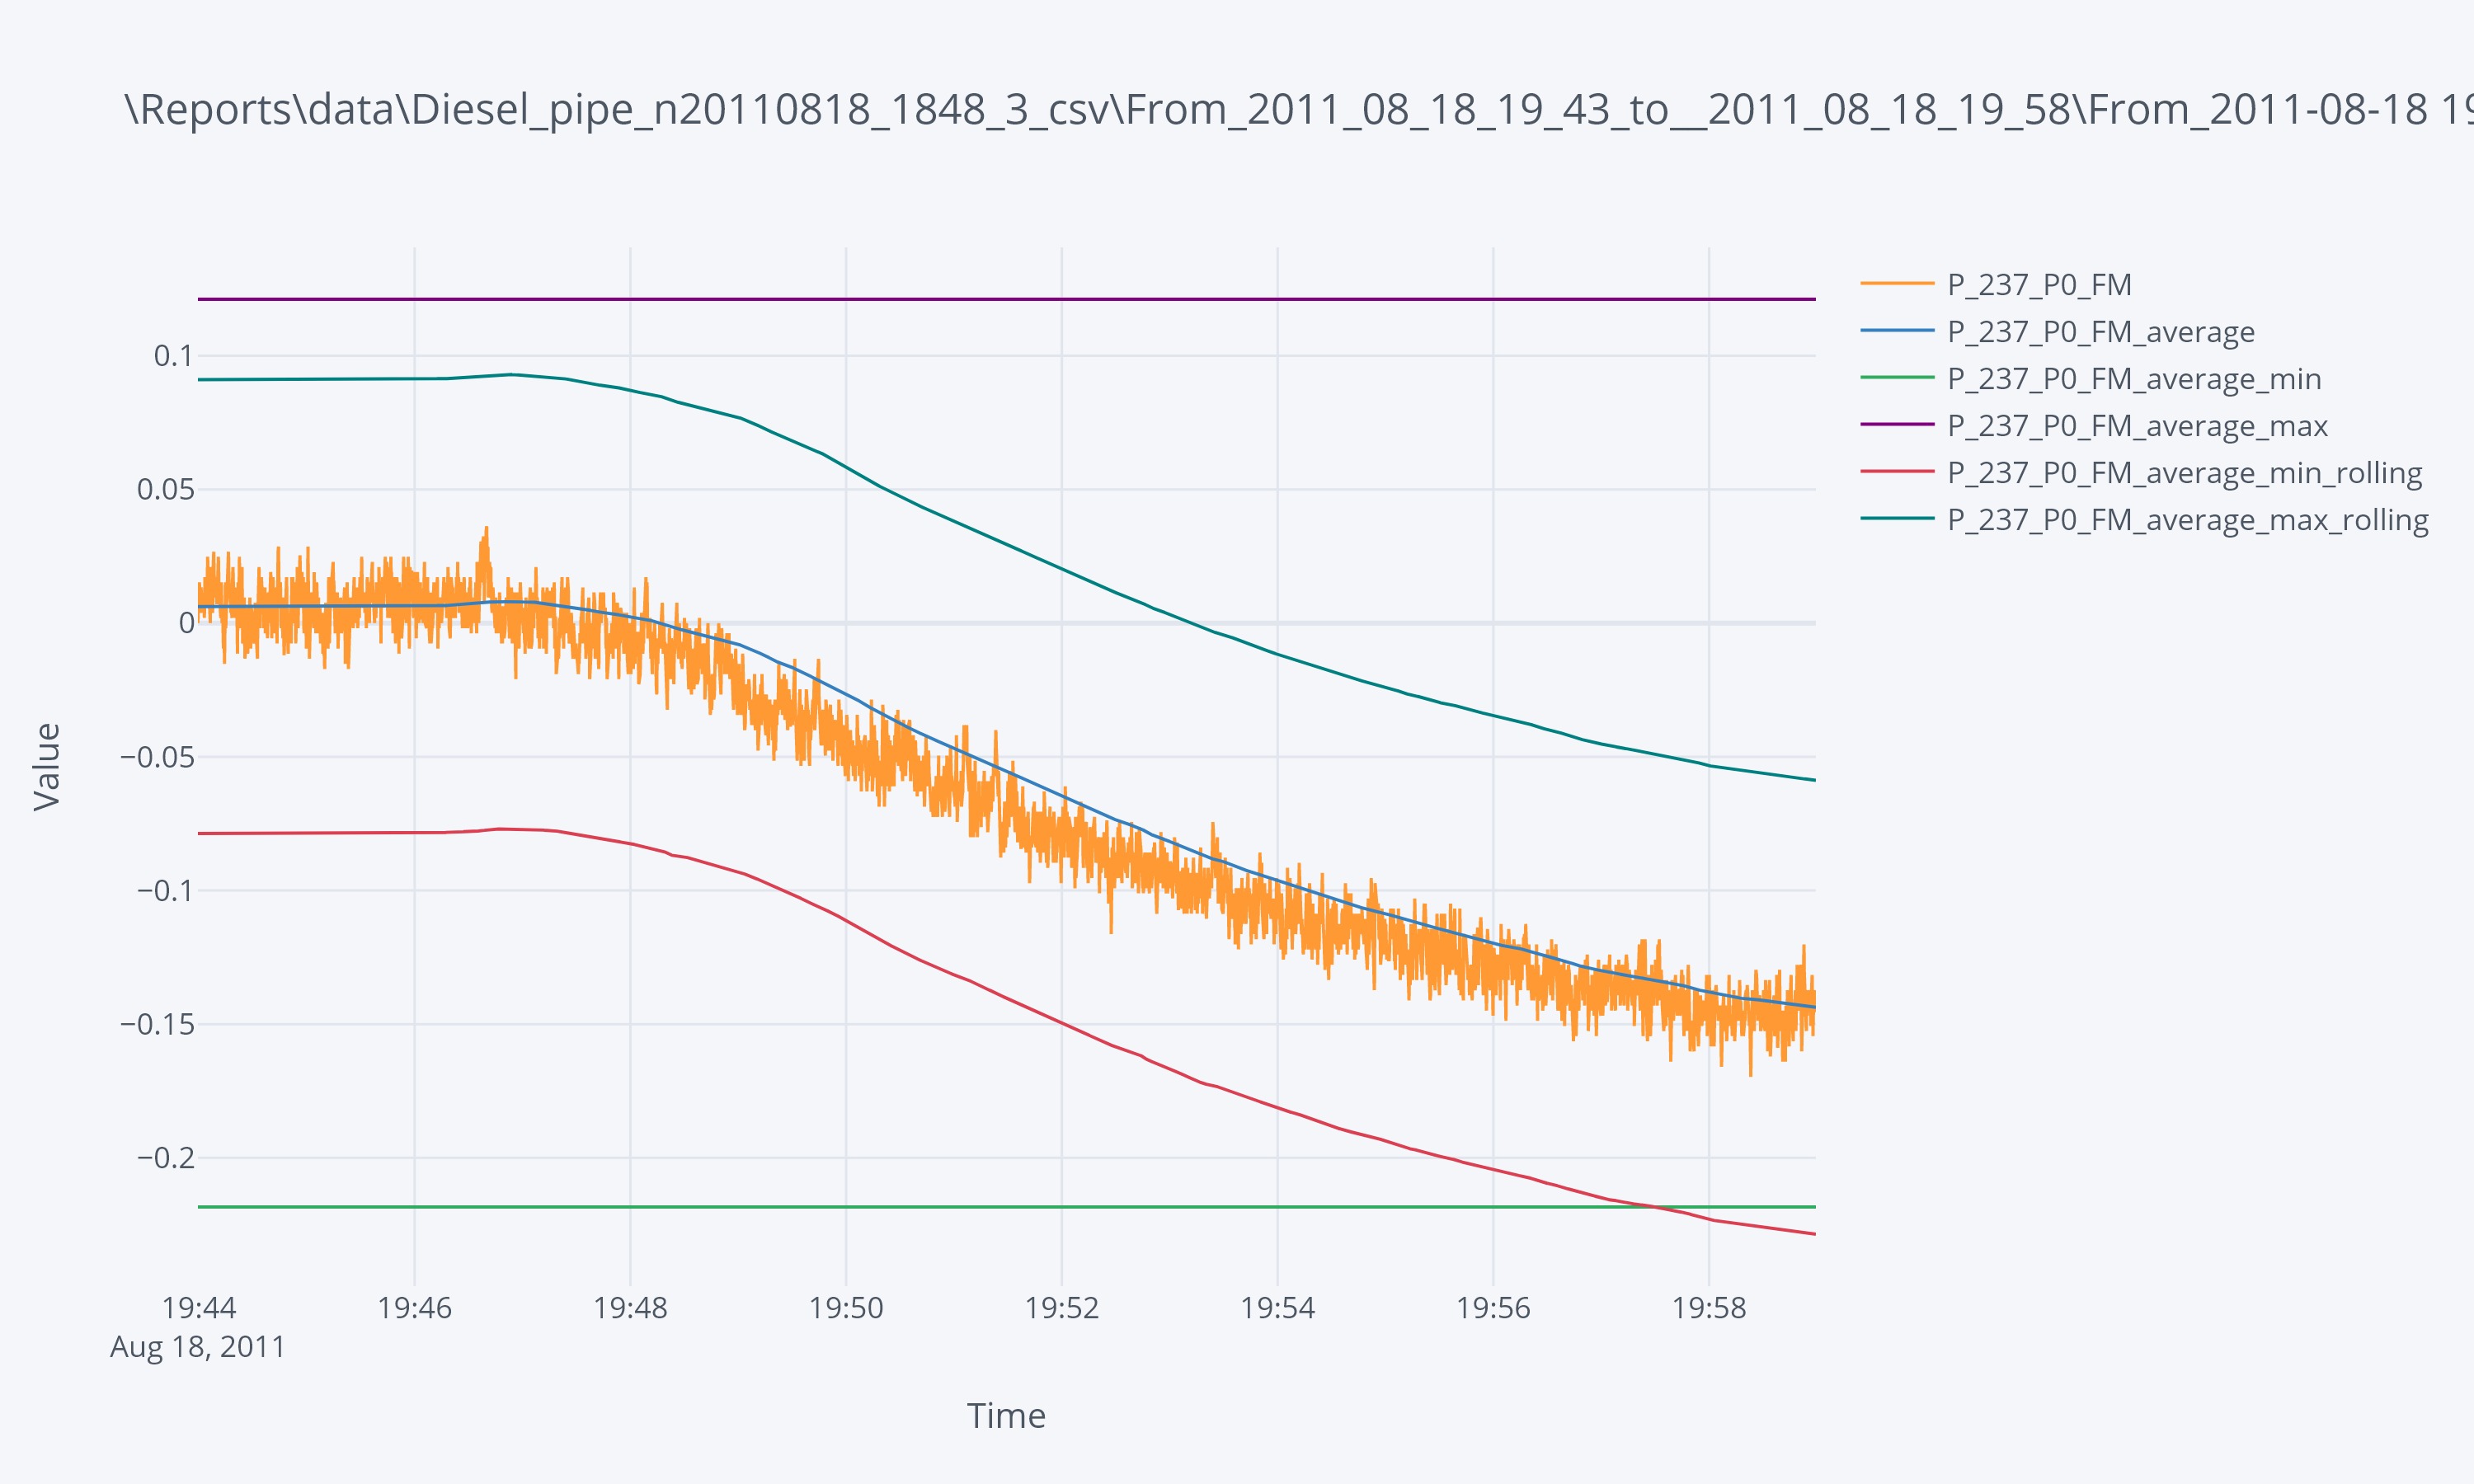 \Reports\data\Diesel_pipe_n20110818_1848_3_csv\From_2011_08_18_19_43_to__2011_08_18_19_58\From_2011-08-18 19
P_237_P0_FM
P_237_P0_FM_average
P_237_P0_FM_average_min
P_237_P0_FM_average_max
P_237_P0_FM_average_min_rolling
P_237_P0_FM_average_max_rolling
0.1
0.05
0
−0.05
−0.1
−0.15
−0.2
Value
19:44 19:46 19:48 19:50 19:52 19:54 19:56 19:58
Aug 18, 2011
Time